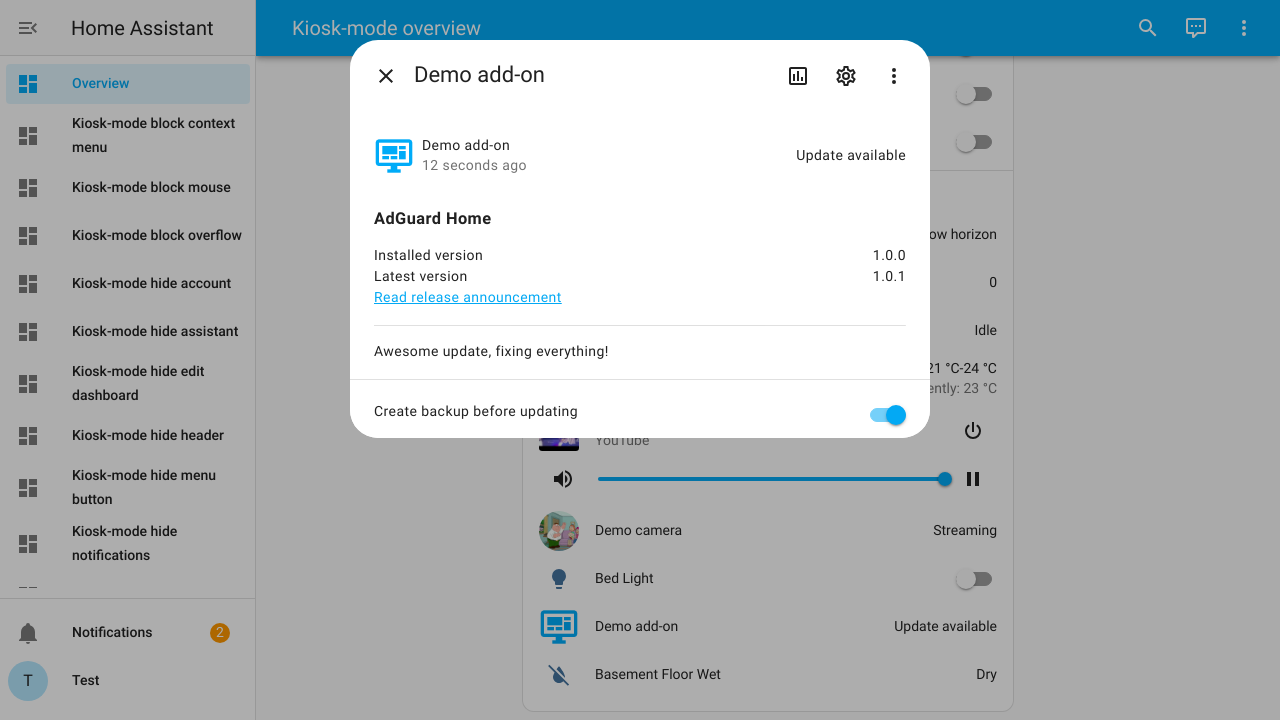 Home Assistant
Kiosk-mode overview
Overview
Kiosk-mode block context
menu
Kiosk-mode block mouse
Kiosk-mode block overflow
Kiosk-mode hide account
Kiosk-mode hide assistant
Kiosk-mode hide edit
dashboard
Kiosk-mode hide header
Kiosk-mode hide menu
button
Kiosk-mode hide
notifications
Notifications
2
T
Test
Demo add-on
Demo add-on
12 seconds ago
Update available
AdGuard Home
Installed version
1.0.0
Latest version
1.0.1
Read release announcement
Awesome update, fixing everything!
Create backup before updating
horizon
0
Idle
21 °C-24 °C
23 °C
YouTube
Demo camera
Streaming
Bed Light
Demo add-on
Update available
Basement Floor Wet
Dry